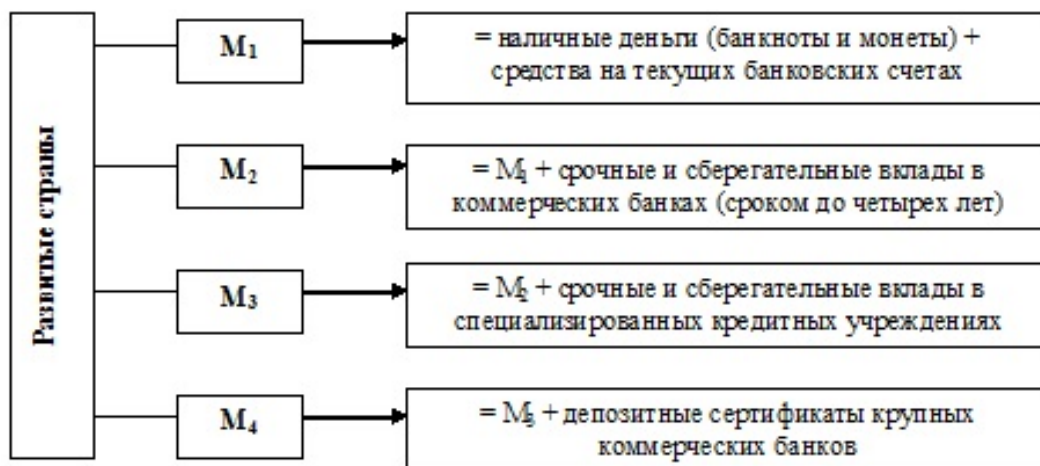 Развитые страны
M1
= наличные деньги (банкноты и монеты) +
средства на текущих банковских счетах
M2
= M1 + срочные и сберегательные вклады в
коммерческих банках (сроком до четырех лет)
M3
= M2 + срочные и сберегательные вклады в
специализированных кредитных учреждениях
M4
= M3 + депозитные сертификаты крупных
коммерческих банков